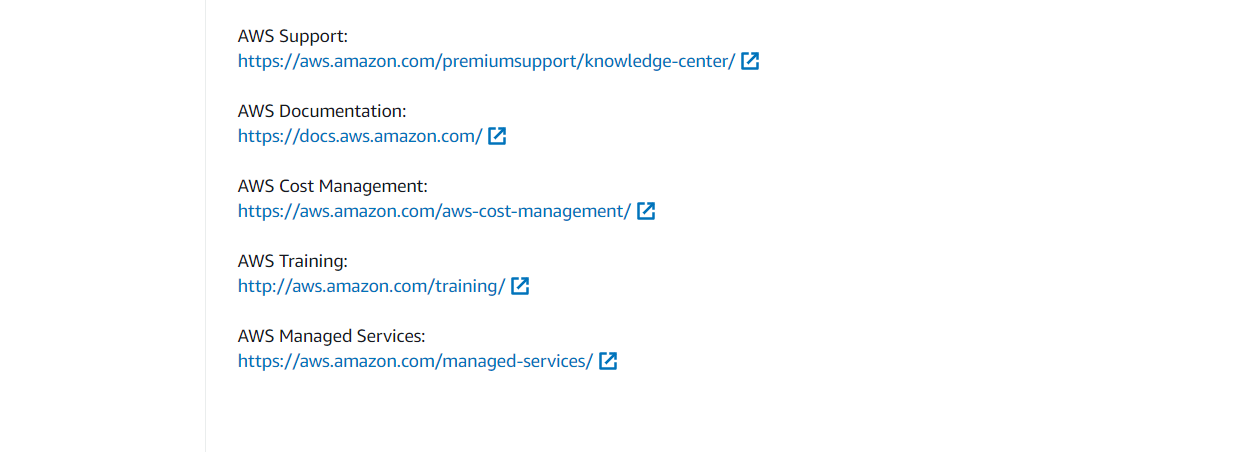 AWS Support:
https://aws.amazon.com/premiumsupport/knowledge-center/
AWS Documentation:
https://docs.aws.amazon.com/
AWS Cost Management:
https://aws.amazon.com/aws-cost-management/
AWS Training:
http://aws.amazon.com/training/
AWS Managed Services:
https://aws.amazon.com/managed-services/